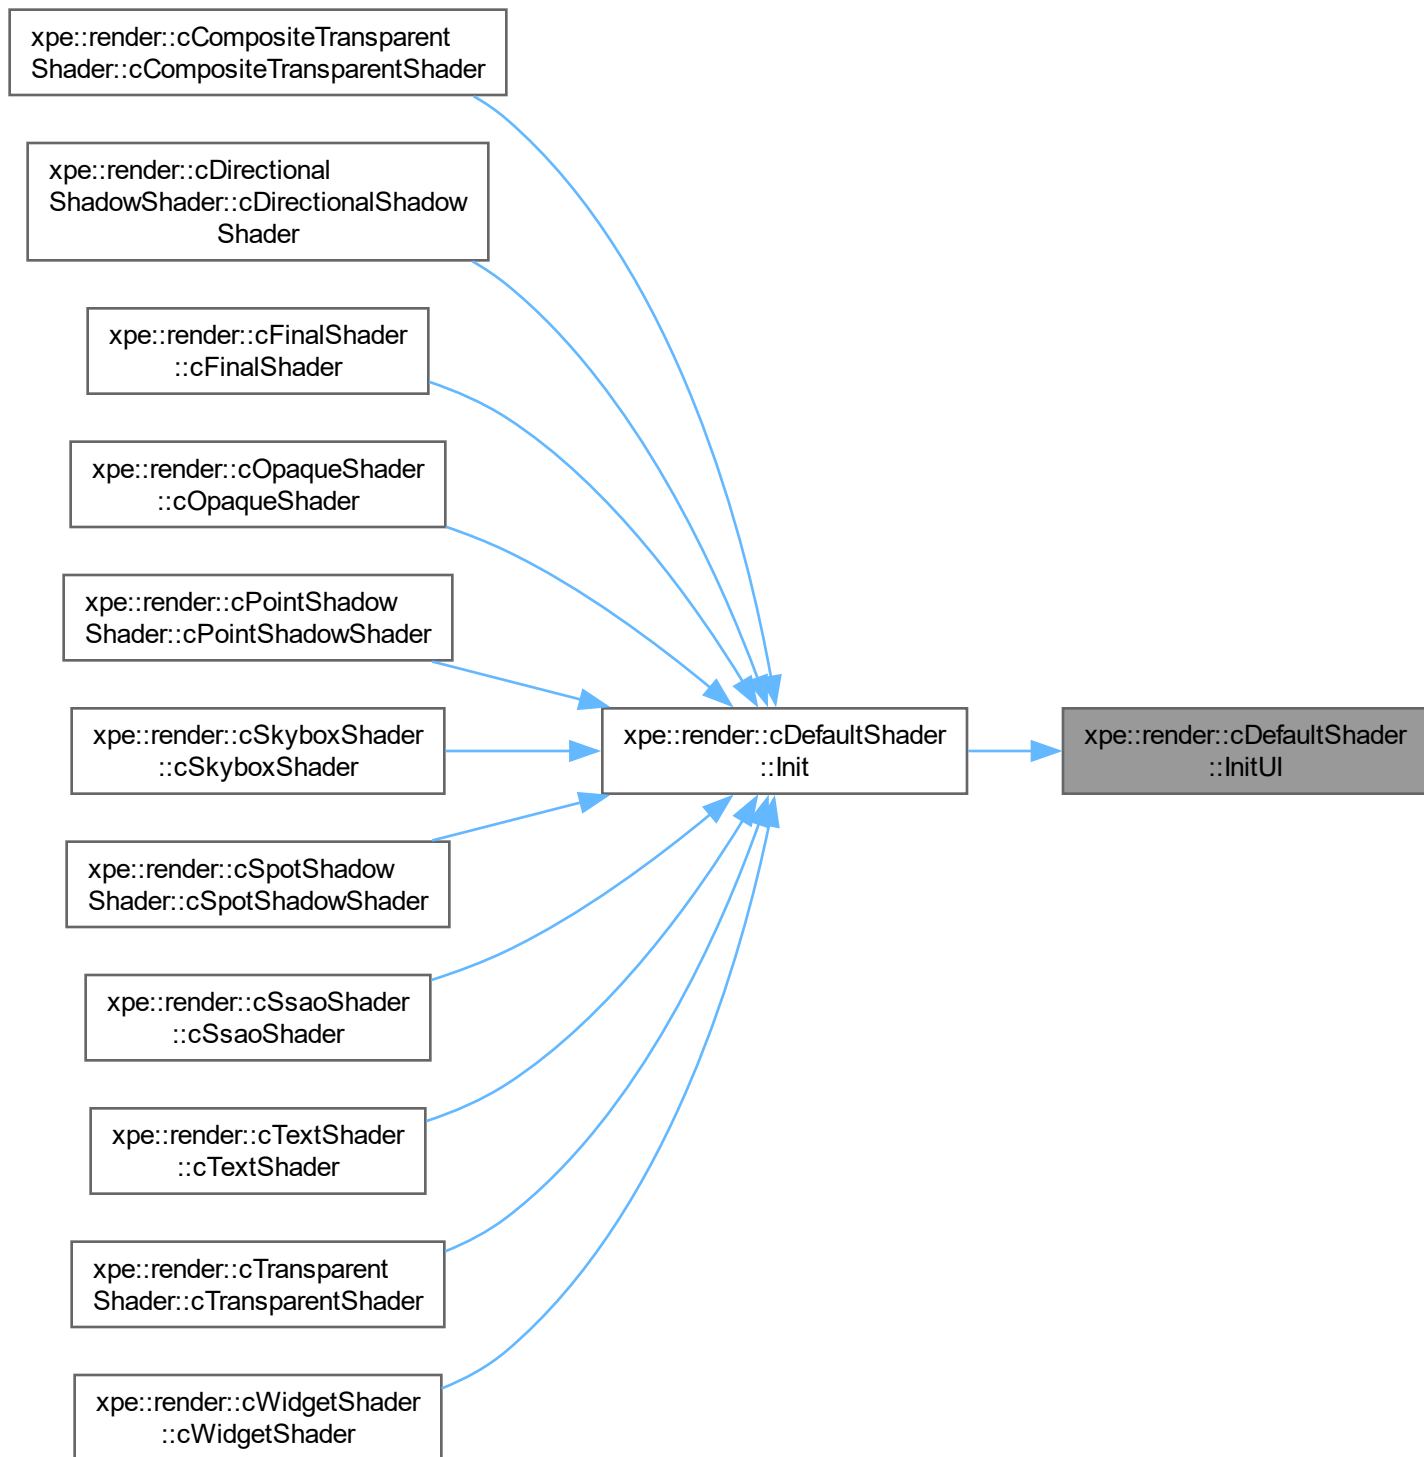 xpe::render::cCompositeTransparent
Shader::cCompositeTransparentShader
xpe::render::cDirectional
ShadowShader::cDirectionalShadow
Shader
xpe::render::cFinalShader
::cFinalShader
xpe::render::cOpaqueShader
::cOpaqueShader
xpe::render::cPointShadow
Shader::cPointShadowShader
xpe::render::cSkyboxShader
::cSkyboxShader
xpe::render::cSpotShadow
Shader::cSpotShadowShader
xpe::render::cSsaoShader
::cSsaoShader
xpe::render::cTextShader
::cTextShader
xpe::render::cTransparent
Shader::cTransparentShader
xpe::render::cWidgetShader
::cWidgetShader
xpe::render::cDefaultShader
::Init
xpe::render::cDefaultShader
::InitUI